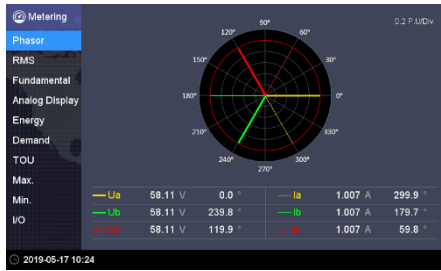 Metering
0.2 P.U/Div.
Phasor
RMS
Fundamental
Analog Display
Energy
Demand
TOU
Max.
Min.
I/O
90°
120° 60°
150° 30°
180° 0°
210° 330°
240° 300°
270°
Ua 58.11 V 0.0 ° Ia 1.007 A 299.9 °
Ub 58.11 V 239.8 ° Ib 1.007 A 179.7 °
Uc 58.11 V 119.9 ° Ic 1.007 A 59.8 °
2019-05-17 10:24